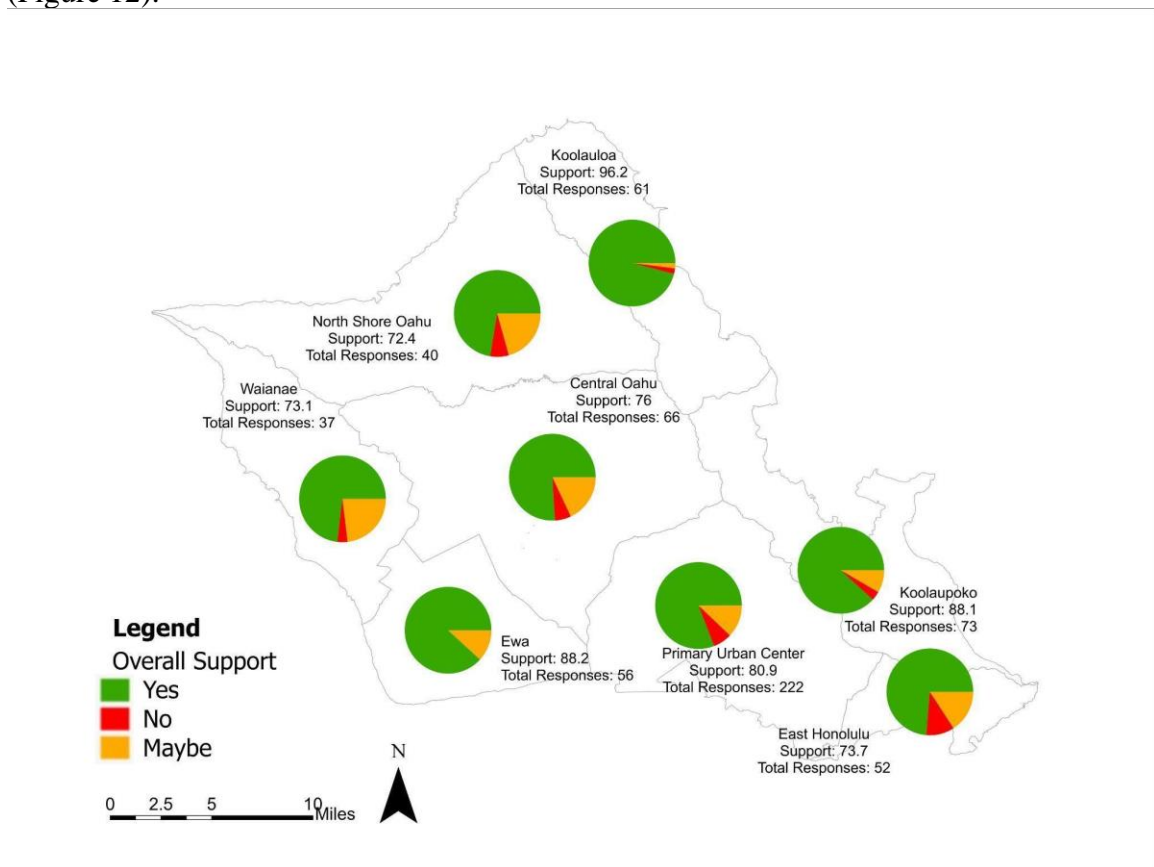 (Figure 12).
Koolauloa
Support: 96.2
Total Responses: 61
North Shore Oahu
Support: 72.4
Total Responses: 40
Waianae
Support: 73.1
Total Responses: 37
Central Oahu
Support: 76
Total Responses: 66
Koolaupoko
Support: 88.1
Total Responses: 73
Ewa
Support: 88.2
Total Responses: 56
Primary Urban Center
Support: 80.9
Total Responses: 222
East Honolulu
Support: 73.7
Total Responses: 52
Legend
Overall Support
Yes
No
Maybe
N
0 2.5 5 10 Miles